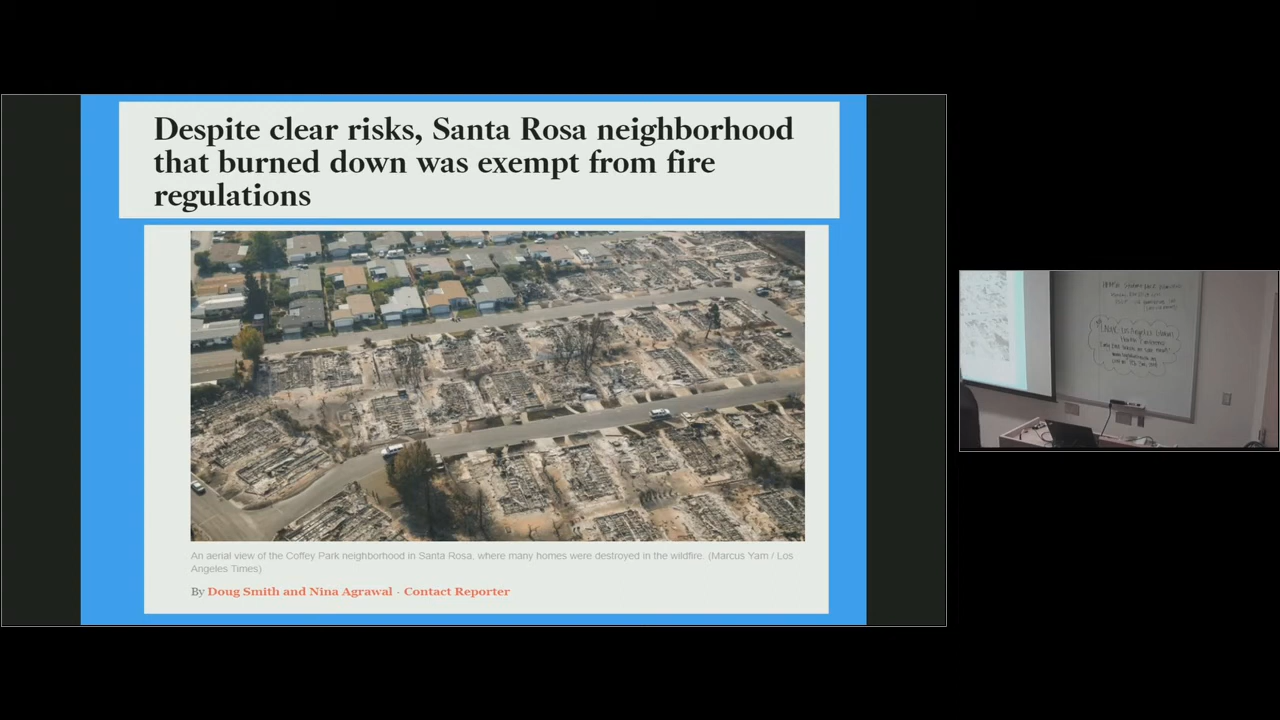 Despite clear risks, Santa Rosa neighborhood
that burned down was exempt from fire
regulations
An aerial view of the Coffey Park neighborhood in Santa Rosa, where many homes were destroyed in the wildfire. (Marcus Yam / Los
Angeles Times)
By Doug Smith and Nina Agrawal · Contact Reporter